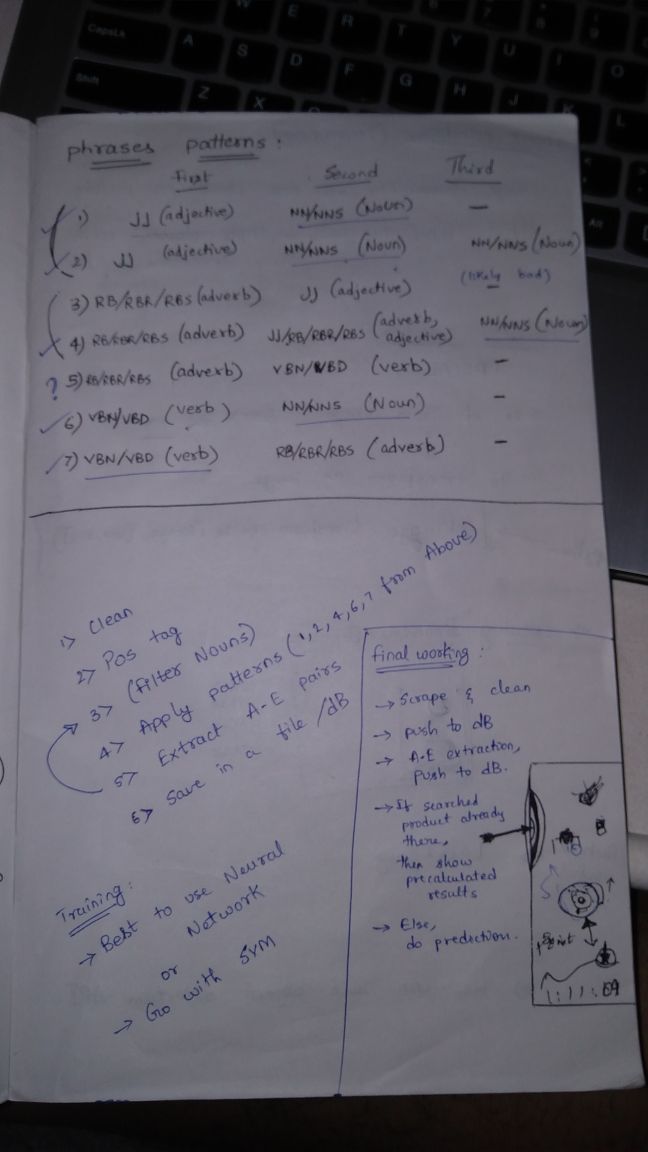 phrases patterns :
First Second Third
1) JJ (adjective) NN/NNS (Noun) —
2) JJ (adjective) NN/NNS (Noun) NN/NNS (Noun)
3) RB/RBR/RBS (adverb) JJ (adjective) (likely bad)
4) RB/RBR/RBS (adverb) JJ/RB/RBR/RBS (adverb, adjective) NN/NNS (Noun)
? 5) RB/RBR/RBS (adverb) VBN/VBD (verb) —
6) VBN/VBD (verb) NN/NNS (Noun) —
7) VBN/VBD (verb) RB/RBR/RBS (adverb) —
1> Clean
2> Pos tag
3> (Filter Nouns)
4> Apply patterns (1,2,4,6,7 from Above)
5> Extract A-E pairs
6> Save in a file /dB
Training:
→ Best to use Neural
Network
or
→ Go with SVM
final working :
→ Scrape & clean
→ push to dB
→ A-E extraction,
push to dB.
→ If searched
product already
there,
then show
precalculated
results
→ Else,
do prediction.